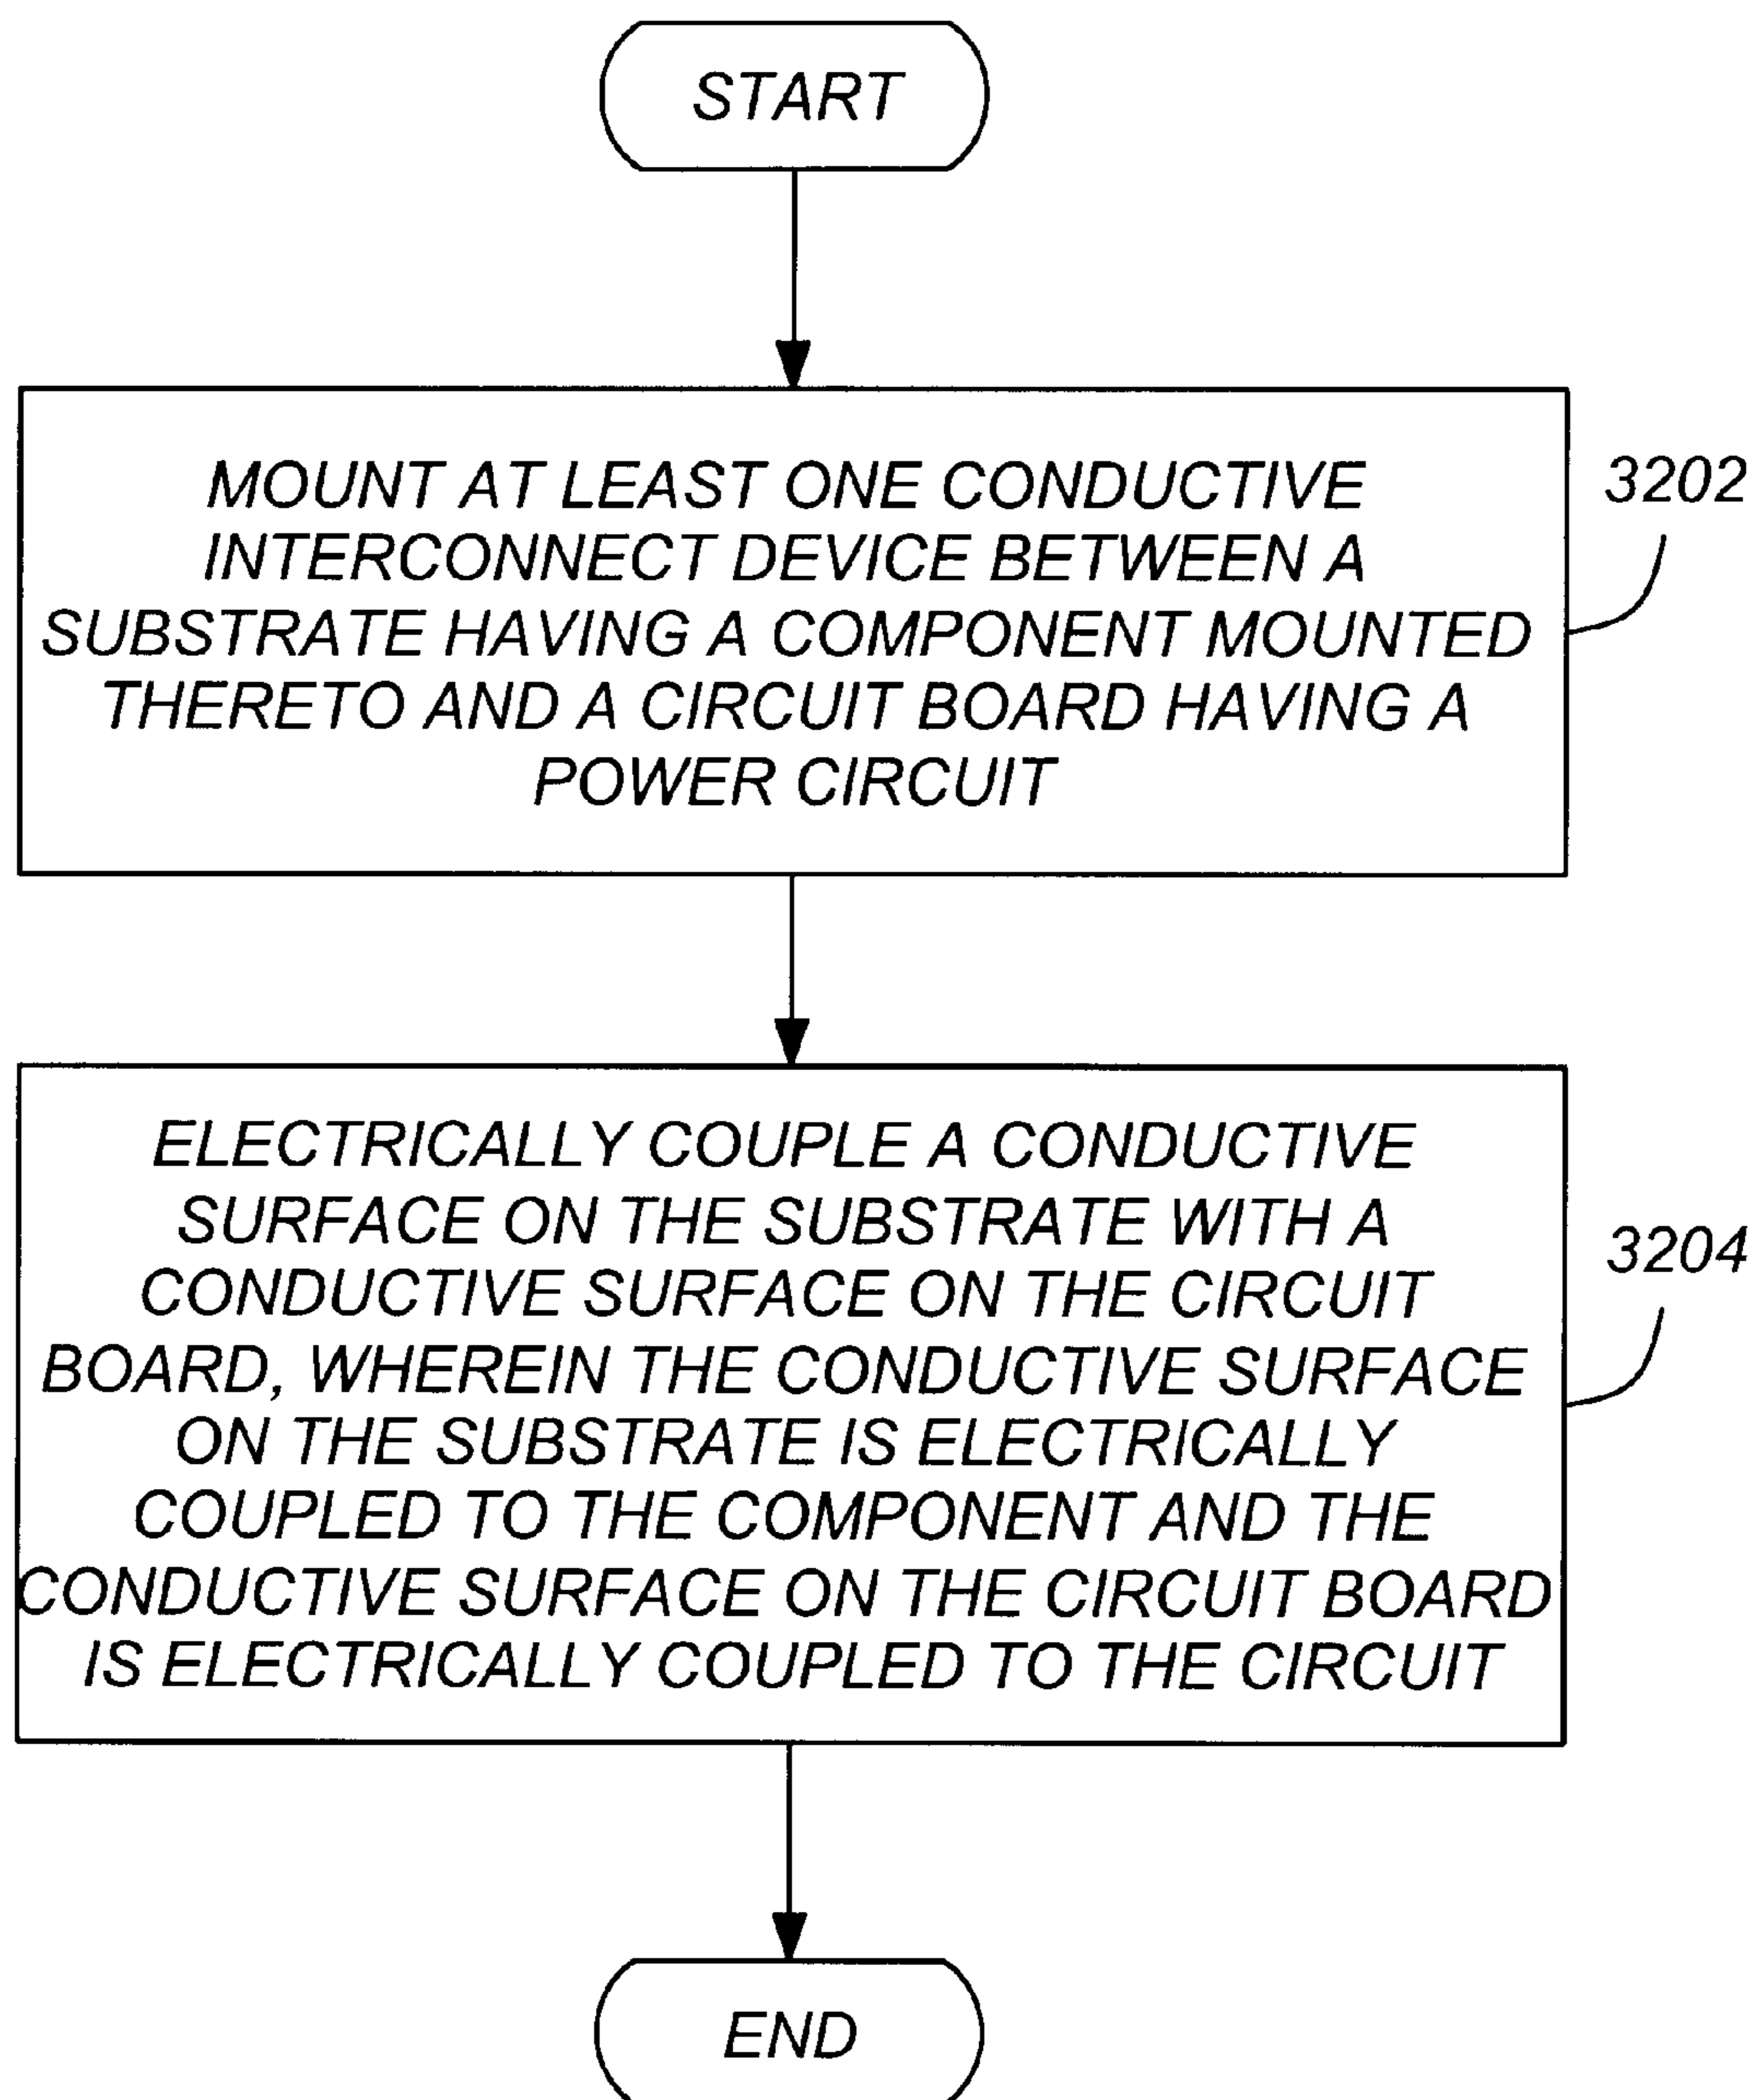 START
MOUNT AT LEAST ONE CONDUCTIVE
INTERCONNECT DEVICE BETWEEN A
SUBSTRATE HAVING A COMPONENT MOUNTED
THERETO AND A CIRCUIT BOARD HAVING A
POWER CIRCUIT
3202
ELECTRICALLY COUPLE A CONDUCTIVE
SURFACE ON THE SUBSTRATE WITH A
CONDUCTIVE SURFACE ON THE CIRCUIT
BOARD, WHEREIN THE CONDUCTIVE SURFACE
ON THE SUBSTRATE IS ELECTRICALLY
COUPLED TO THE COMPONENT AND THE
CONDUCTIVE SURFACE ON THE CIRCUIT BOARD
IS ELECTRICALLY COUPLED TO THE CIRCUIT
3204
END